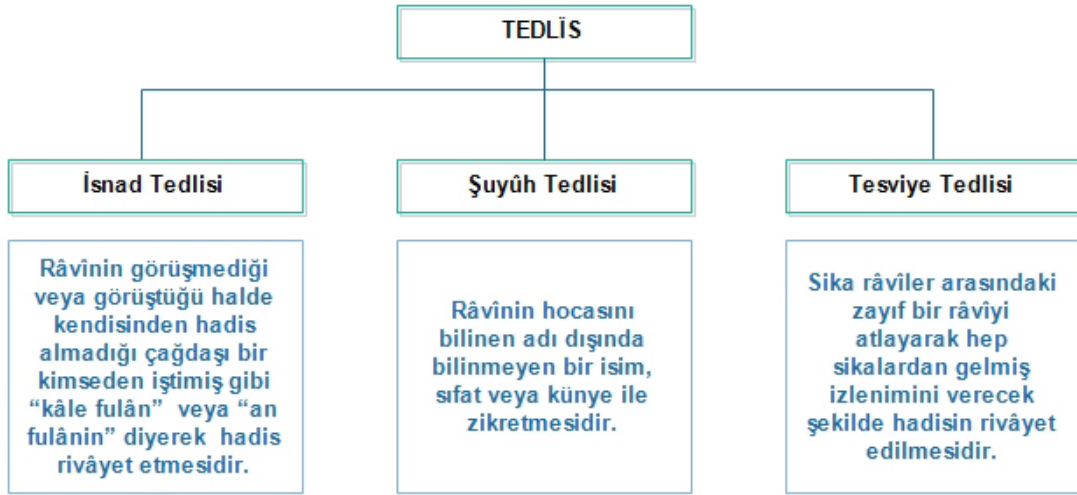 TEDLİS
İsnad Tedlisi
Şuyûh Tedlisi
Tesviye Tedlisi
Râvînin görüşmediği
veya görüştüğü halde
kendisinden hadis
almadığı çağdaşı bir
kimseden iştimiş gibi
“kâle fulân” veya “an
fulânin” diyerek hadis
rivâyet etmesidir.
Râvînin hocasını
bilinen adı dışında
bilinmeyen bir isim,
sıfat veya künye ile
zikretmesidir.
Sika râvîler arasındaki
zayıf bir râvîyi
atlayarak hep
sikalardan gelmiş
izlenimini verecek
şekilde hadisin rivâyet
edilmesidir.